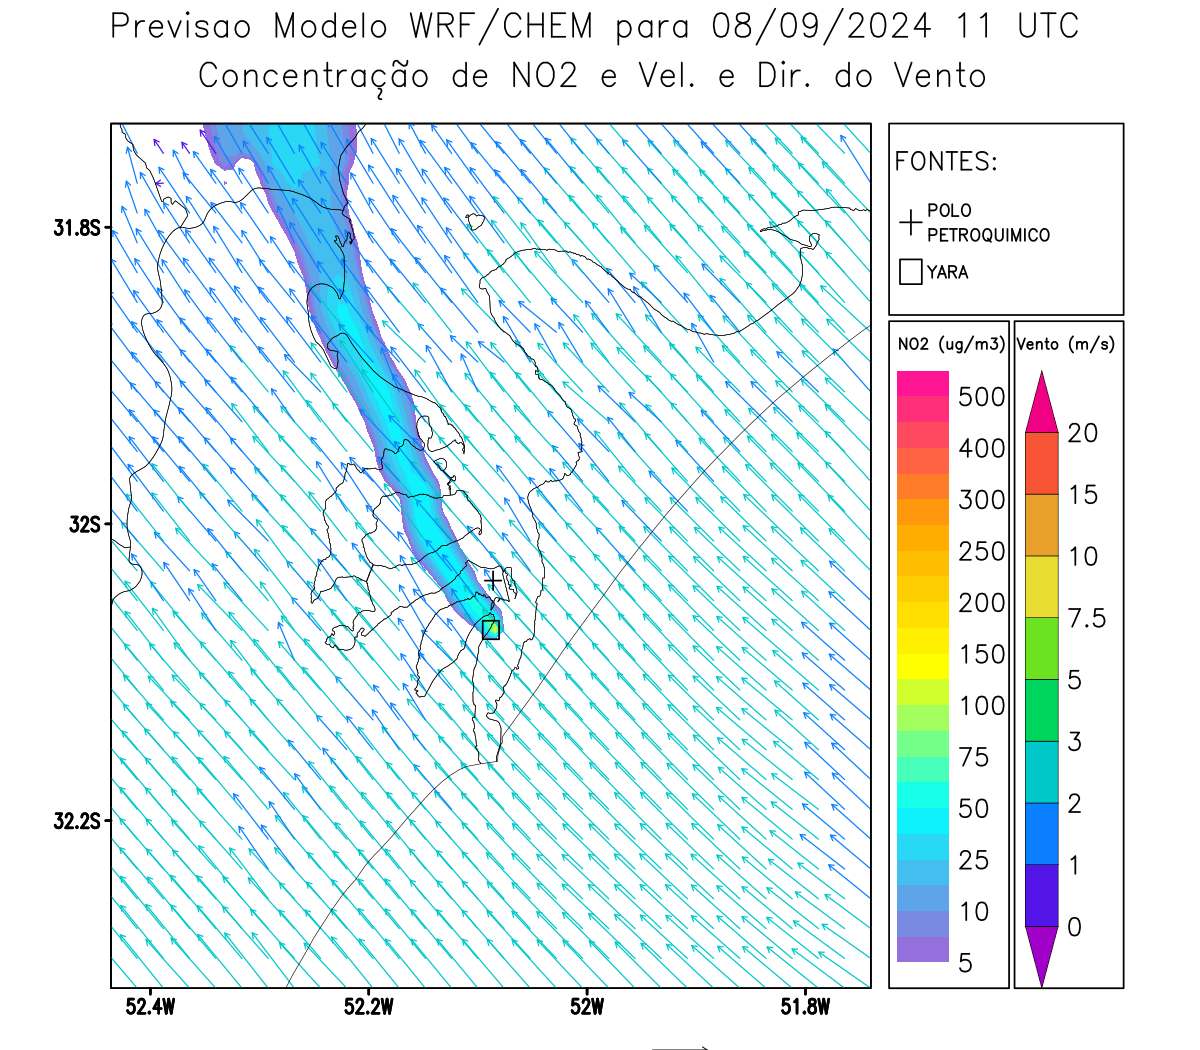 Previsao Modelo WRF/CHEM para 08/09/2024 11 UTC
Concentração de NO2 e Vel. e Dir. do Vento
FONTES:
POLO
PETROQUIMICO
YARA
NO2 (ug/m3)
500
400
300
250
200
150
100
75
50
25
10
5
Vento (m/s)
20
15
10
7.5
5
3
2
1
0
31.8S
32S
32.2S
52.4W
52.2W
52W
51.8W